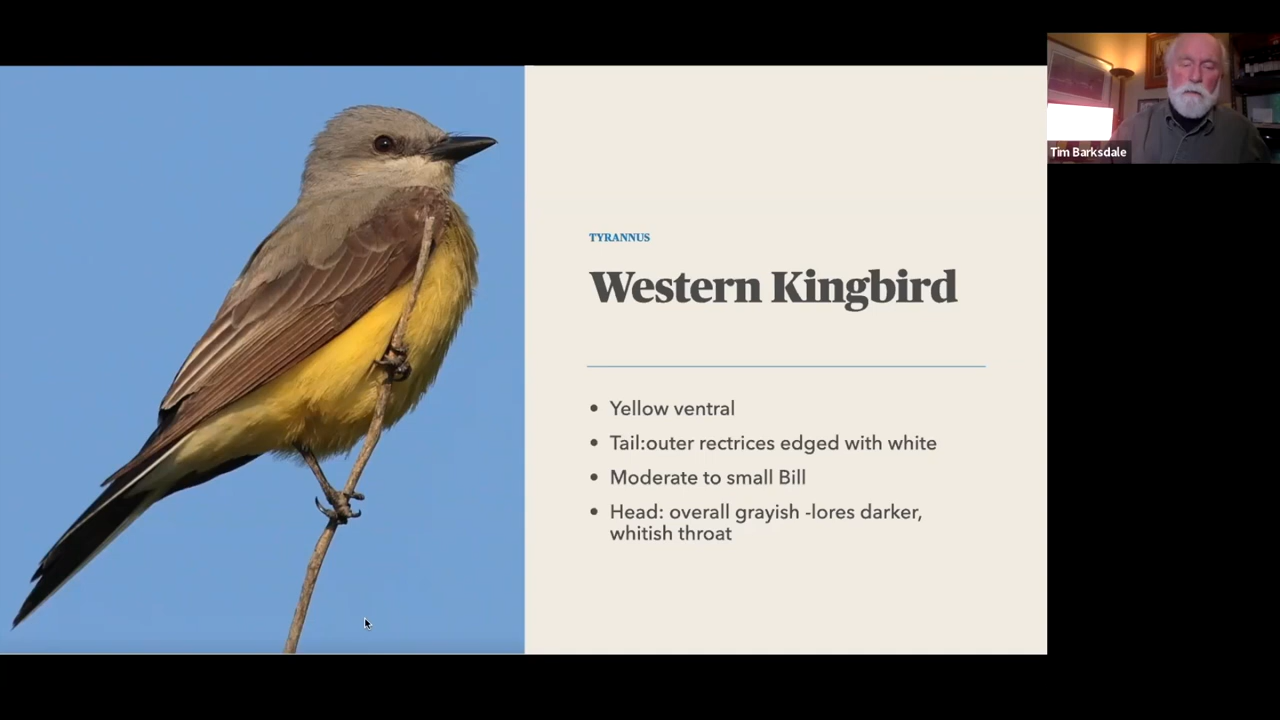 TYRANNUS
Western Kingbird
• Yellow ventral
• Tail:outer rectrices edged with white
• Moderate to small Bill
• Head: overall grayish -lores darker,
whitish throat
Tim Barksdale